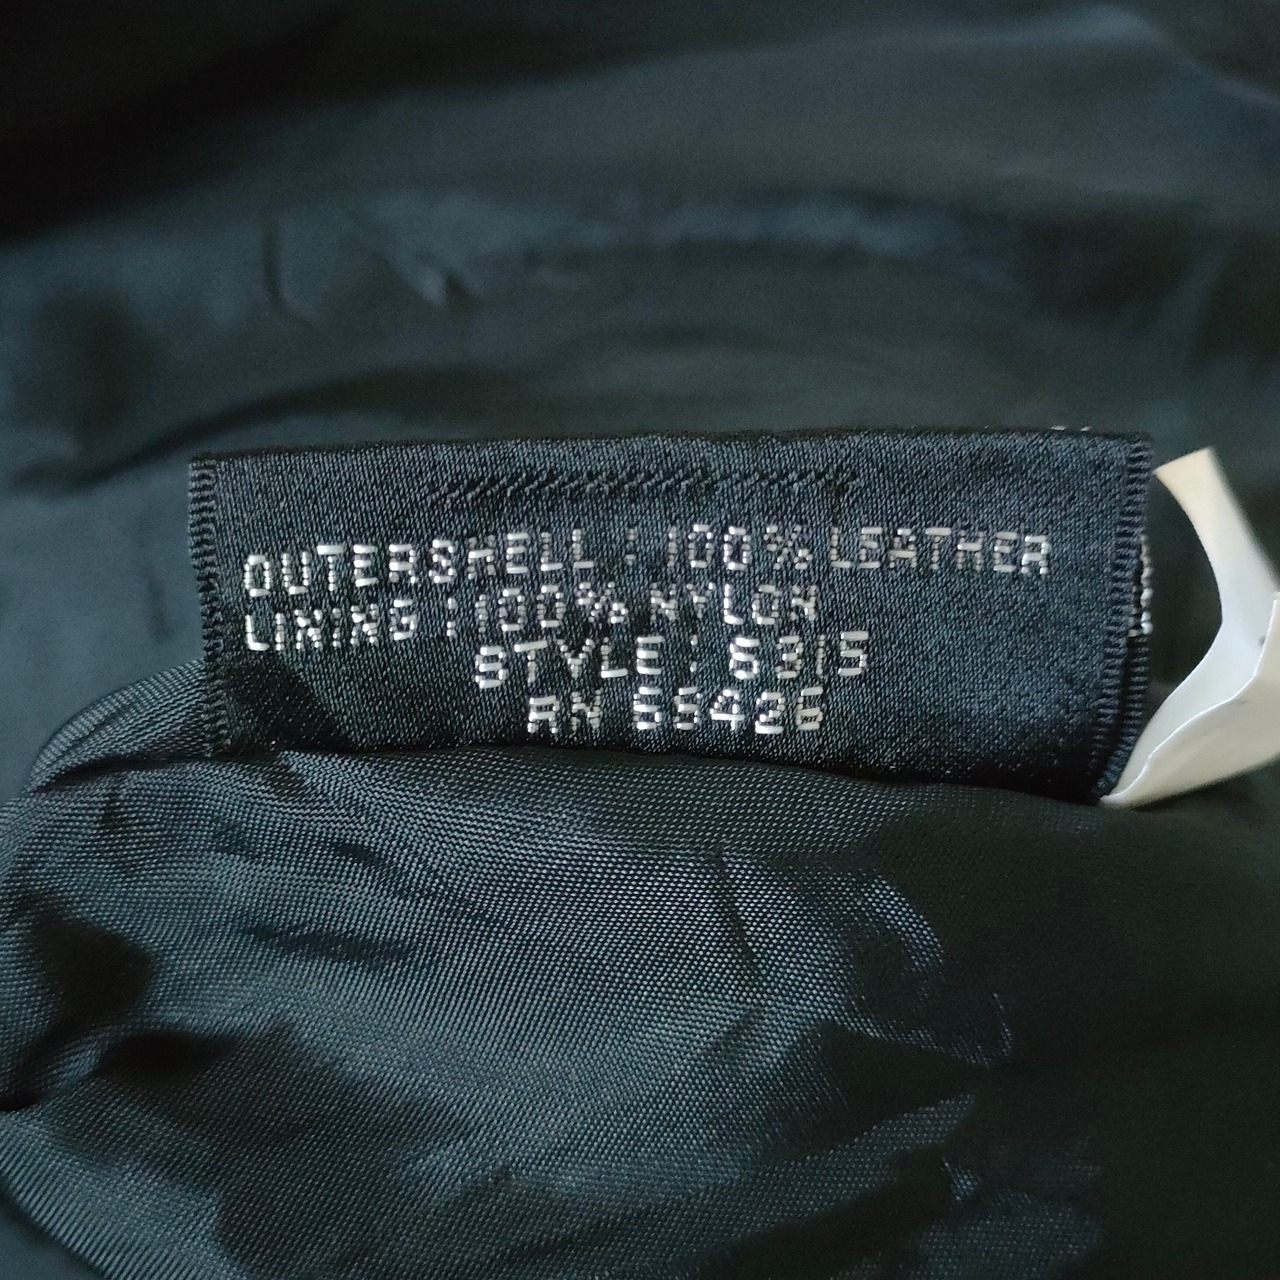 OUTERSHELL : 100% LEATHER
LINING : 100% NYLON
STYLE : 6315
RN 55426